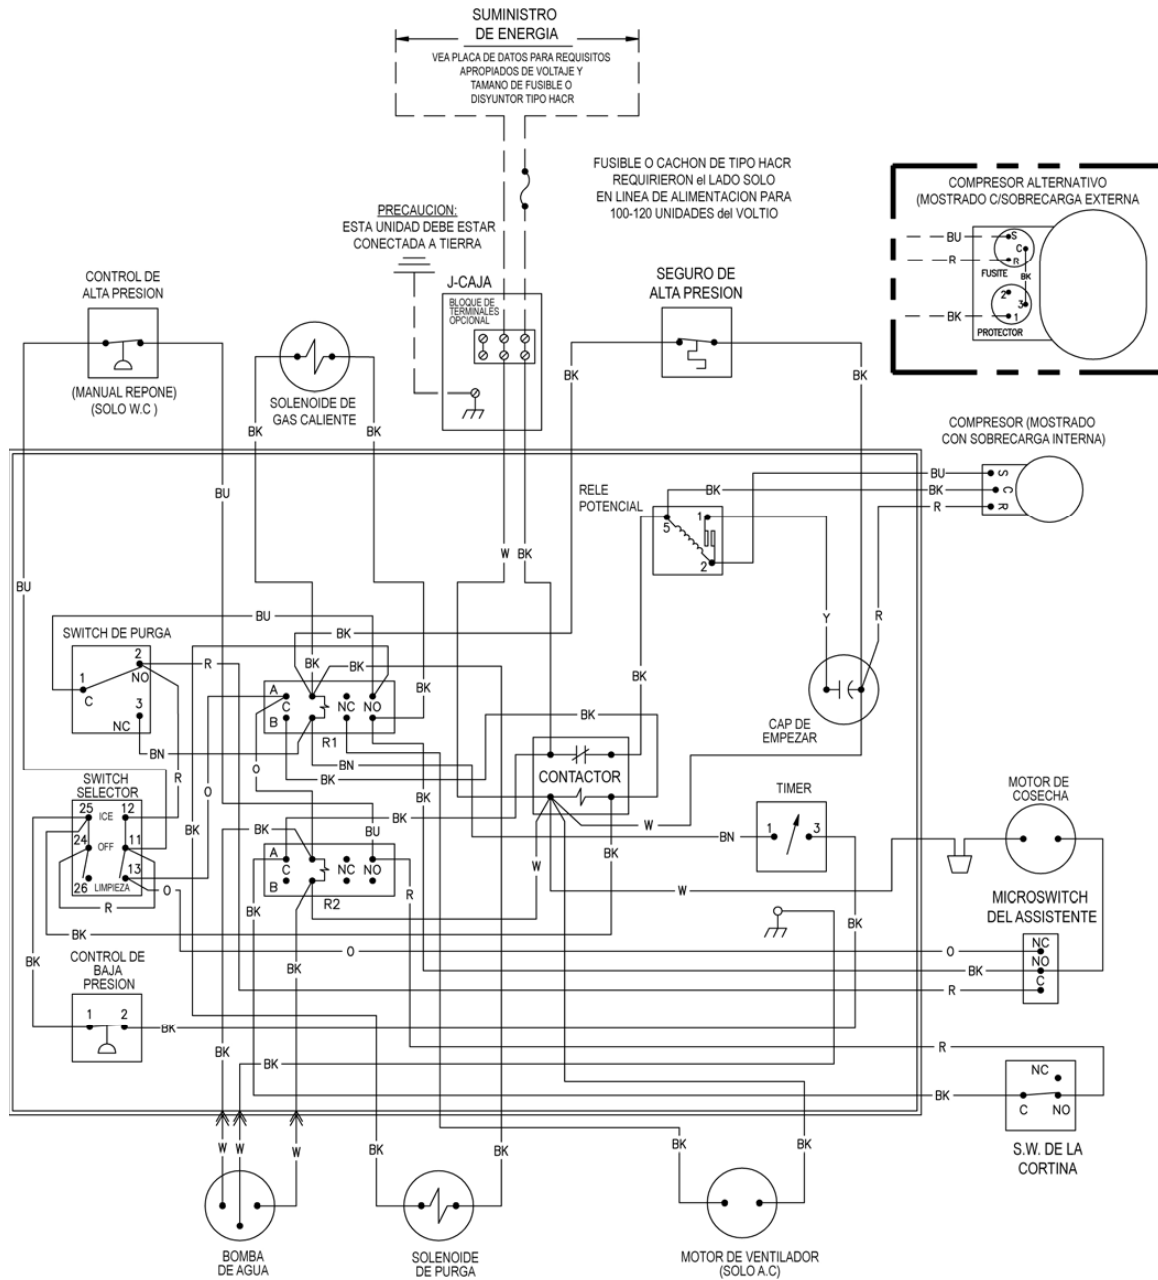 SUMINISTRO
DE ENERGIA
VEA PLACA DE DATOS PARA REQUISITOS
APROPIADOS DE VOLTAJE Y
TAMANO DE FUSIBLE O
DISYUNTOR TIPO HACR
FUSIBLE O CACHON DE TIPO HACR
REQUIRIERON el LADO SOLO
EN LINEA DE ALIMENTACION PARA
100-120 UNIDADES del VOLTIO
COMPRESOR ALTERNATIVO
(MOSTRADO C/SOBRECARGA EXTERNA
BU
S
C
R
R
FUSITE
BK
2
3
BK
1
PROTECTOR
PRECAUCION:
ESTA UNIDAD DEBE ESTAR
CONECTADA A TIERRA
CONTROL DE
ALTA PRESION
(MANUAL REPONE)
(SOLO W.C )
SOLENOIDE DE
GAS CALIENTE
J-CAJA
BLOQUE DE
TERMINALES
OPCIONAL
SEGURO DE
ALTA PRESION
BK
BK
BK
BK
COMPRESOR (MOSTRADO
CON SOBRECARGA INTERNA)
BU
RELE
POTENCIAL
BK
BU
BK
R
S
C
R
5
1
2
W
BK
BU
BU
BK
Y
R
SWITCH DE PURGA
2
NO
1
C
3
NC
R
BK
BK
BK
BK
A
C
B
NC
NO
R1
BK
CAP DE
EMPEZAR
BN
R
O
O
BK
BN
BK
CONTACTOR
SWITCH
SELECTOR
25
ICE
12
24
OFF
11
13
26
LIMPIEZA
R
O
BK
BK
BU
BK
W
BK
W
A
C
B
NC
NO
R2
R
BK
TIMER
1
3
BN
MOTOR DE
COSECHA
W
MICROSWITCH
DEL ASSISTENTE
BK
BK
BK
O
O
NC
NO
C
BK
R
CONTROL DE
BAJA
PRESION
1
2
BK
BK
BK
BK
R
NC
C
NO
BK
S.W. DE LA
CORTINA
W
W
W
BK
BK
BK
BK
BOMBA
DE AGUA
SOLENOIDE
DE PURGA
MOTOR DE VENTILADOR
(SOLO A.C)